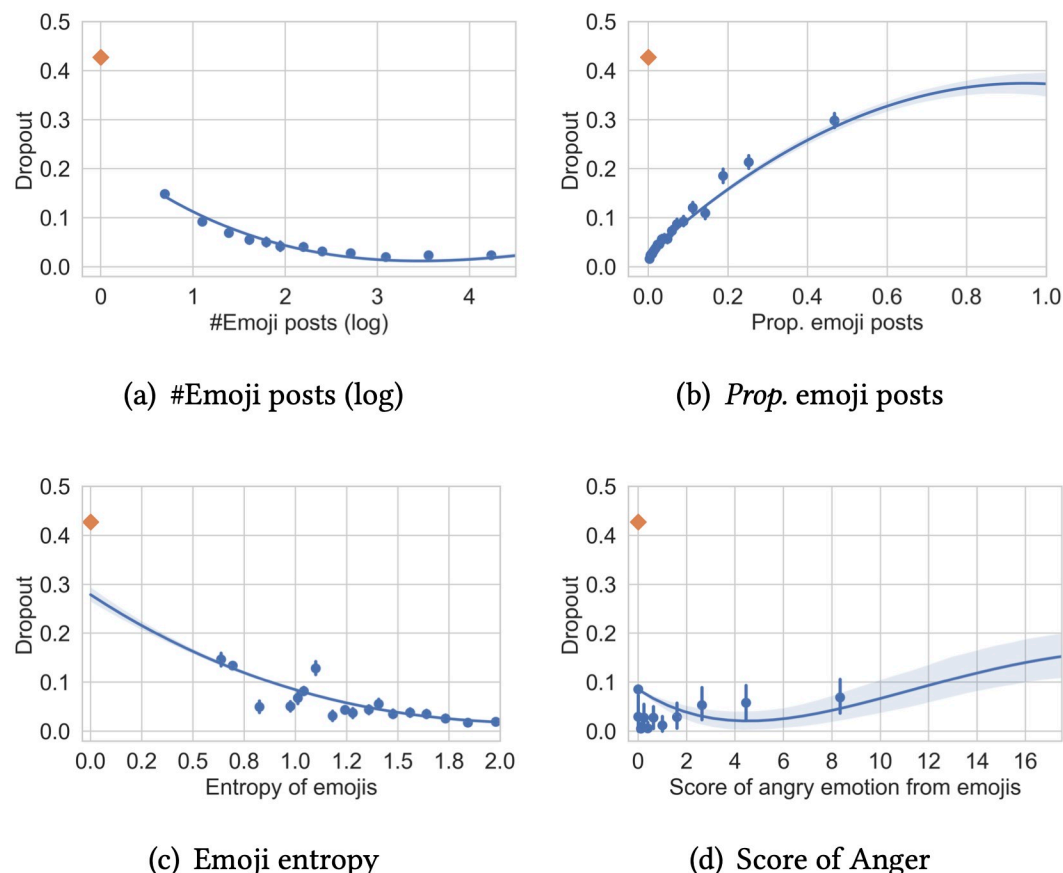 0.5
0.4
0.3
0.2
0.1
0.0
Dropout
0 1 2 3 4
#Emoji posts (log)
(a) #Emoji posts (log)
0.5
0.4
0.3
0.2
0.1
0.0
Dropout
0.0 0.2 0.4 0.6 0.8 1.0
Prop. emoji posts
(b) Prop. emoji posts
0.5
0.4
0.3
0.2
0.1
0.0
Dropout
0.0 0.2 0.5 0.8 1.0 1.2 1.5 1.8 2.0
Entropy of emojis
(c) Emoji entropy
0.5
0.4
0.3
0.2
0.1
0.0
Dropout
0 2 4 6 8 10 12 14 16
Score of angry emotion from emojis
(d) Score of Anger